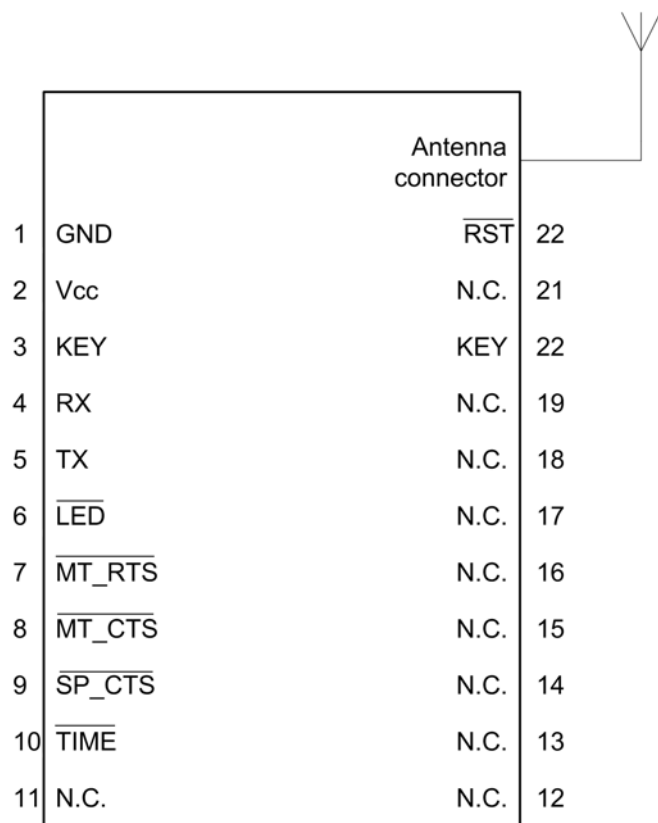 Antenna
connector
1 GND RST 22
2 Vcc N.C. 21
3 KEY KEY 22
4 RX N.C. 19
5 TX N.C. 18
6 LED N.C. 17
7 MT_RTS N.C. 16
8 MT_CTS N.C. 15
9 SP_CTS N.C. 14
10 TIME N.C. 13
11 N.C. N.C. 12